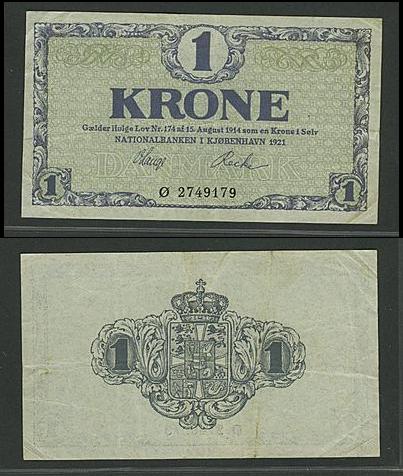 1
KRONE
Gælder ifølge Lov Nr. 174 af 15. August 1914 som en Krone i Sølv
NATIONALBANKEN I KJØBENHAVN 1921
DANMARK
1 Ø 2749179 1
1 1